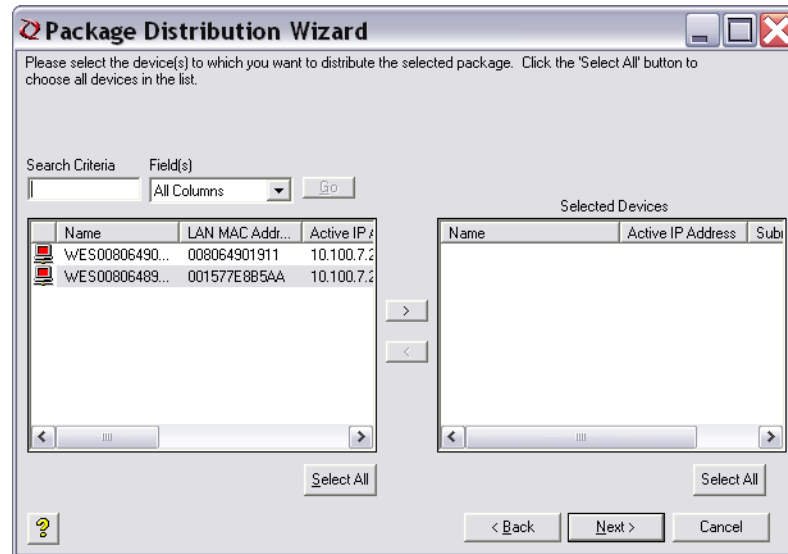 Package Distribution Wizard
Please select the device(s) to which you want to distribute the selected package. Click the 'Select All' button to
choose all devices in the list.
Search Criteria Field(s)
All Columns Go
Selected Devices
Name LAN MAC Addr... Active IP A
Name Active IP Address Subn
WES00806490... 008064901911 10.100.7.2
WES00806489... 001577E8B5AA 10.100.7.2
>
<
Select All
Select All
? < Back Next > Cancel